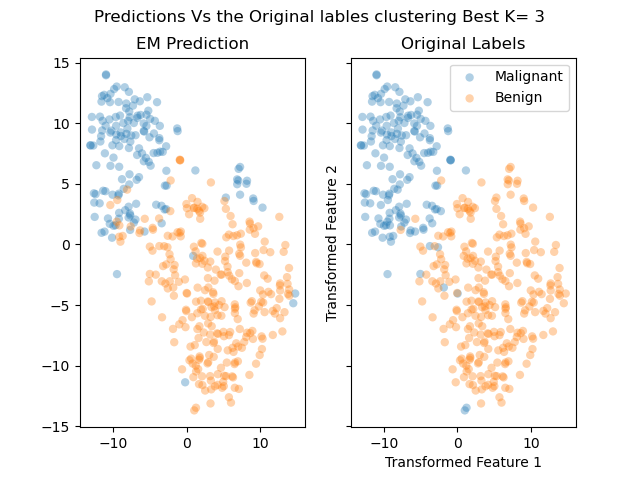 Predictions Vs the Original lables clustering Best K= 3
EM Prediction
Original Labels
15
10
5
0
−5
−10
−15
−10
0
10
Transformed Feature 2
Malignant
Benign
−10
0
10
Transformed Feature 1